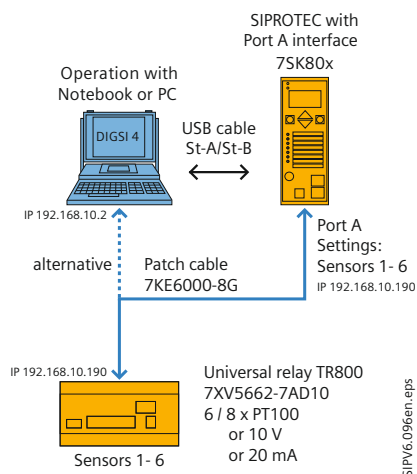 SIPROTEC with
Port A interface
7SK80x
Operation with
Notebook or PC
DIGSI 4
USB cable
St-A/St-B
IP 192.168.10.2
Port A
Settings:
Sensors 1- 6
IP 192.168.10.190
alternative
Patch cable
7KE6000-8G
IP 192.168.10.190
Universal relay TR800
7XV5662-7AD10
6 / 8 x PT100
or 10 V
or 20 mA
Sensors 1- 6
SIPV6.096en.eps